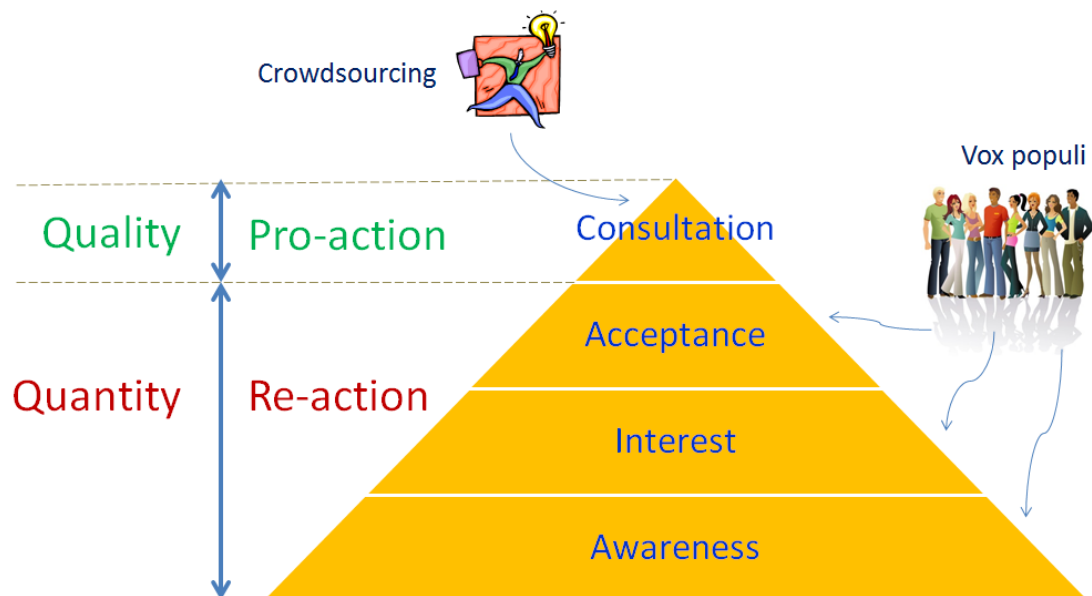 Crowdsourcing
Vox populi
Quality
Pro-action
Consultation
Acceptance
Quantity
Re-action
Interest
Awareness